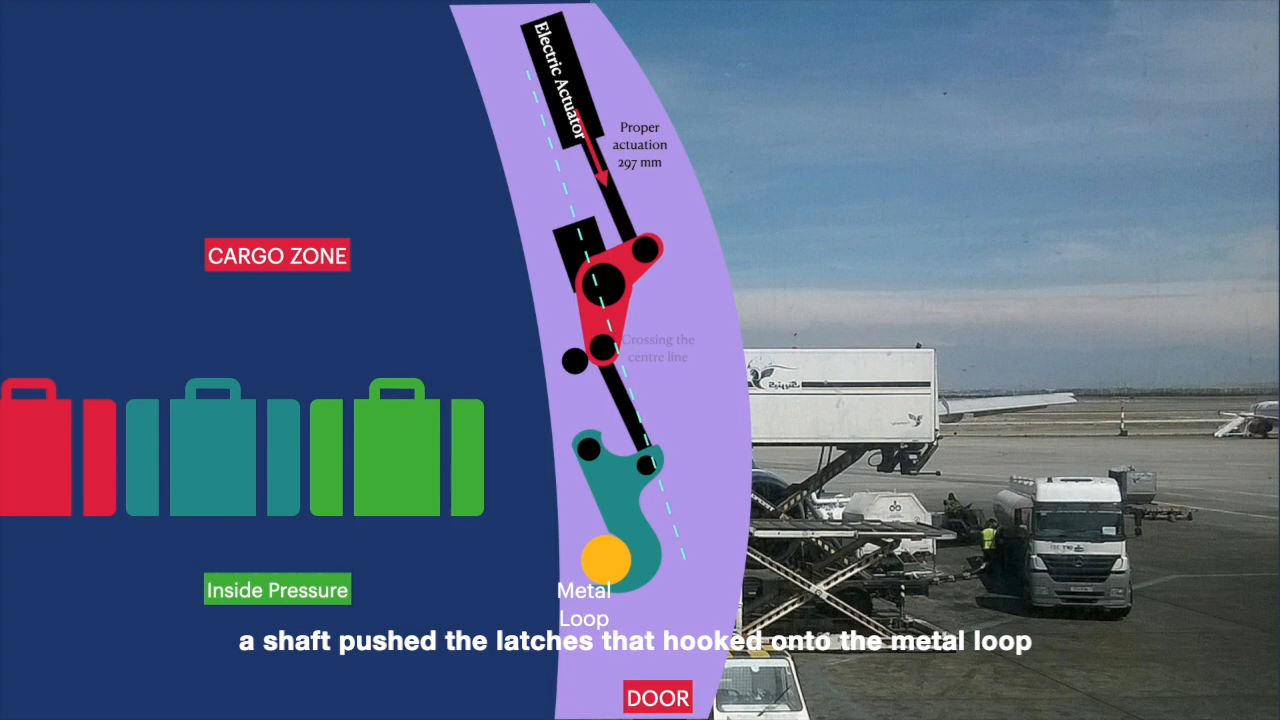 Electric Actuator
Proper
actuation
297 mm
CARGO ZONE
Crossing the
centre line
Inside Pressure
Metal
Loop
a shaft pushed the latches that hooked onto the metal loop
DOOR